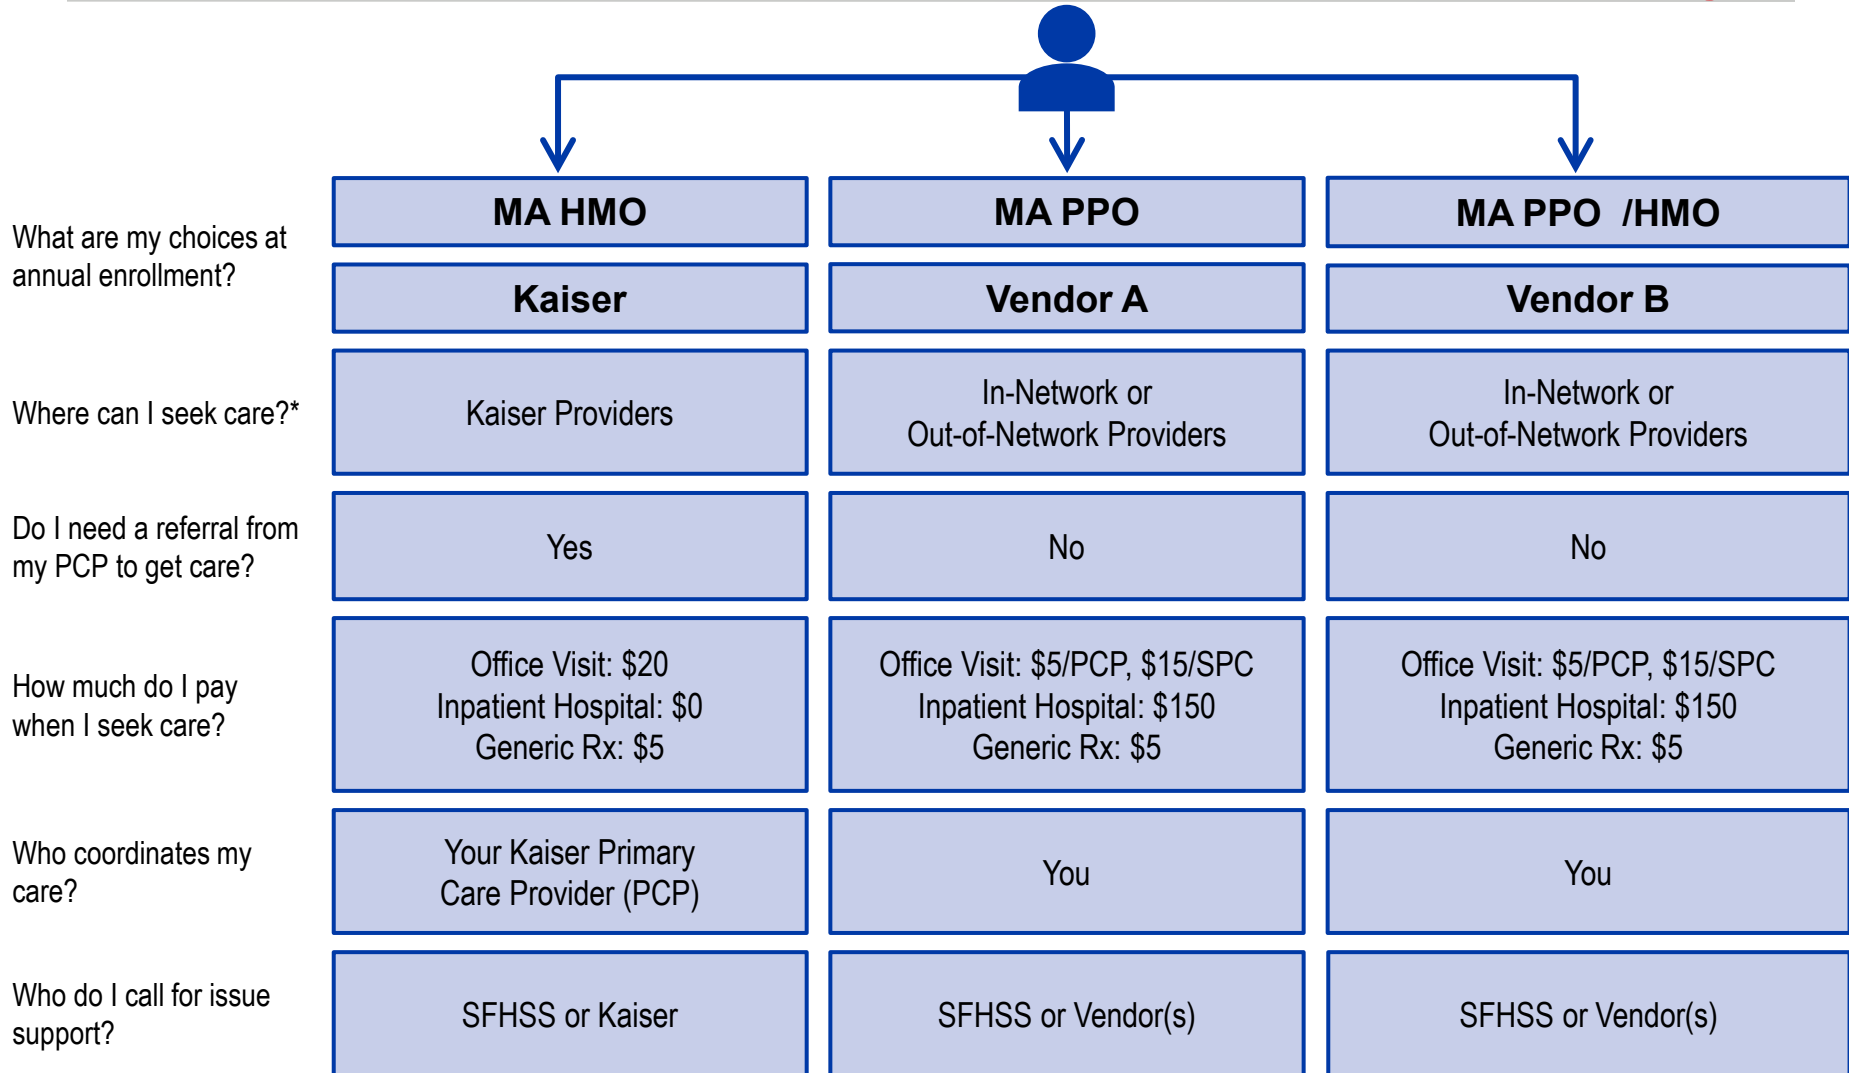 MA HMO
MA PPO
MA PPO /HMO
What are my choices at
annual enrollment?
Kaiser
Vendor A
Vendor B
Where can I seek care?*
Kaiser Providers
In-Network or
Out-of-Network Providers
In-Network or
Out-of-Network Providers
Do I need a referral from
my PCP to get care?
Yes
No
No
How much do I pay
when I seek care?
Office Visit: $20
Inpatient Hospital: $0
Generic Rx: $5
Office Visit: $5/PCP, $15/SPC
Inpatient Hospital: $150
Generic Rx: $5
Office Visit: $5/PCP, $15/SPC
Inpatient Hospital: $150
Generic Rx: $5
Who coordinates my
care?
Your Kaiser Primary
Care Provider (PCP)
You
You
Who do I call for issue
support?
SFHSS or Kaiser
SFHSS or Vendor(s)
SFHSS or Vendor(s)